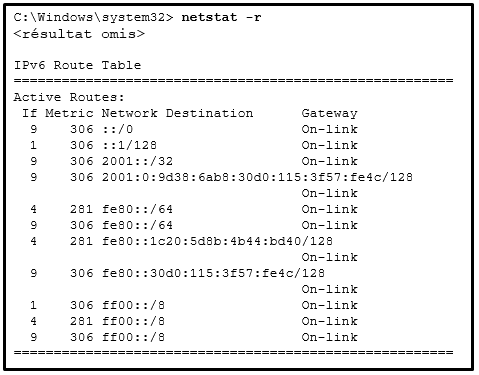 C:\Windows\system32> netstat -r
<résultat omis>
IPv6 Route Table
===========================================================================
Active Routes:
If Metric Network Destination Gateway
9 306 ::/0 On-link
1 306 ::1/128 On-link
9 306 2001::/32 On-link
9 306 2001:0:9d38:6ab8:30d0:115:3f57:fe4c/128
On-link
4 281 fe80::/64 On-link
9 306 fe80::/64 On-link
4 281 fe80::1c20:5d8b:4b44:bd40/128
On-link
9 306 fe80::30d0:115:3f57:fe4c/128
On-link
1 306 ff00::/8 On-link
4 281 ff00::/8 On-link
9 306 ff00::/8 On-link
===========================================================================